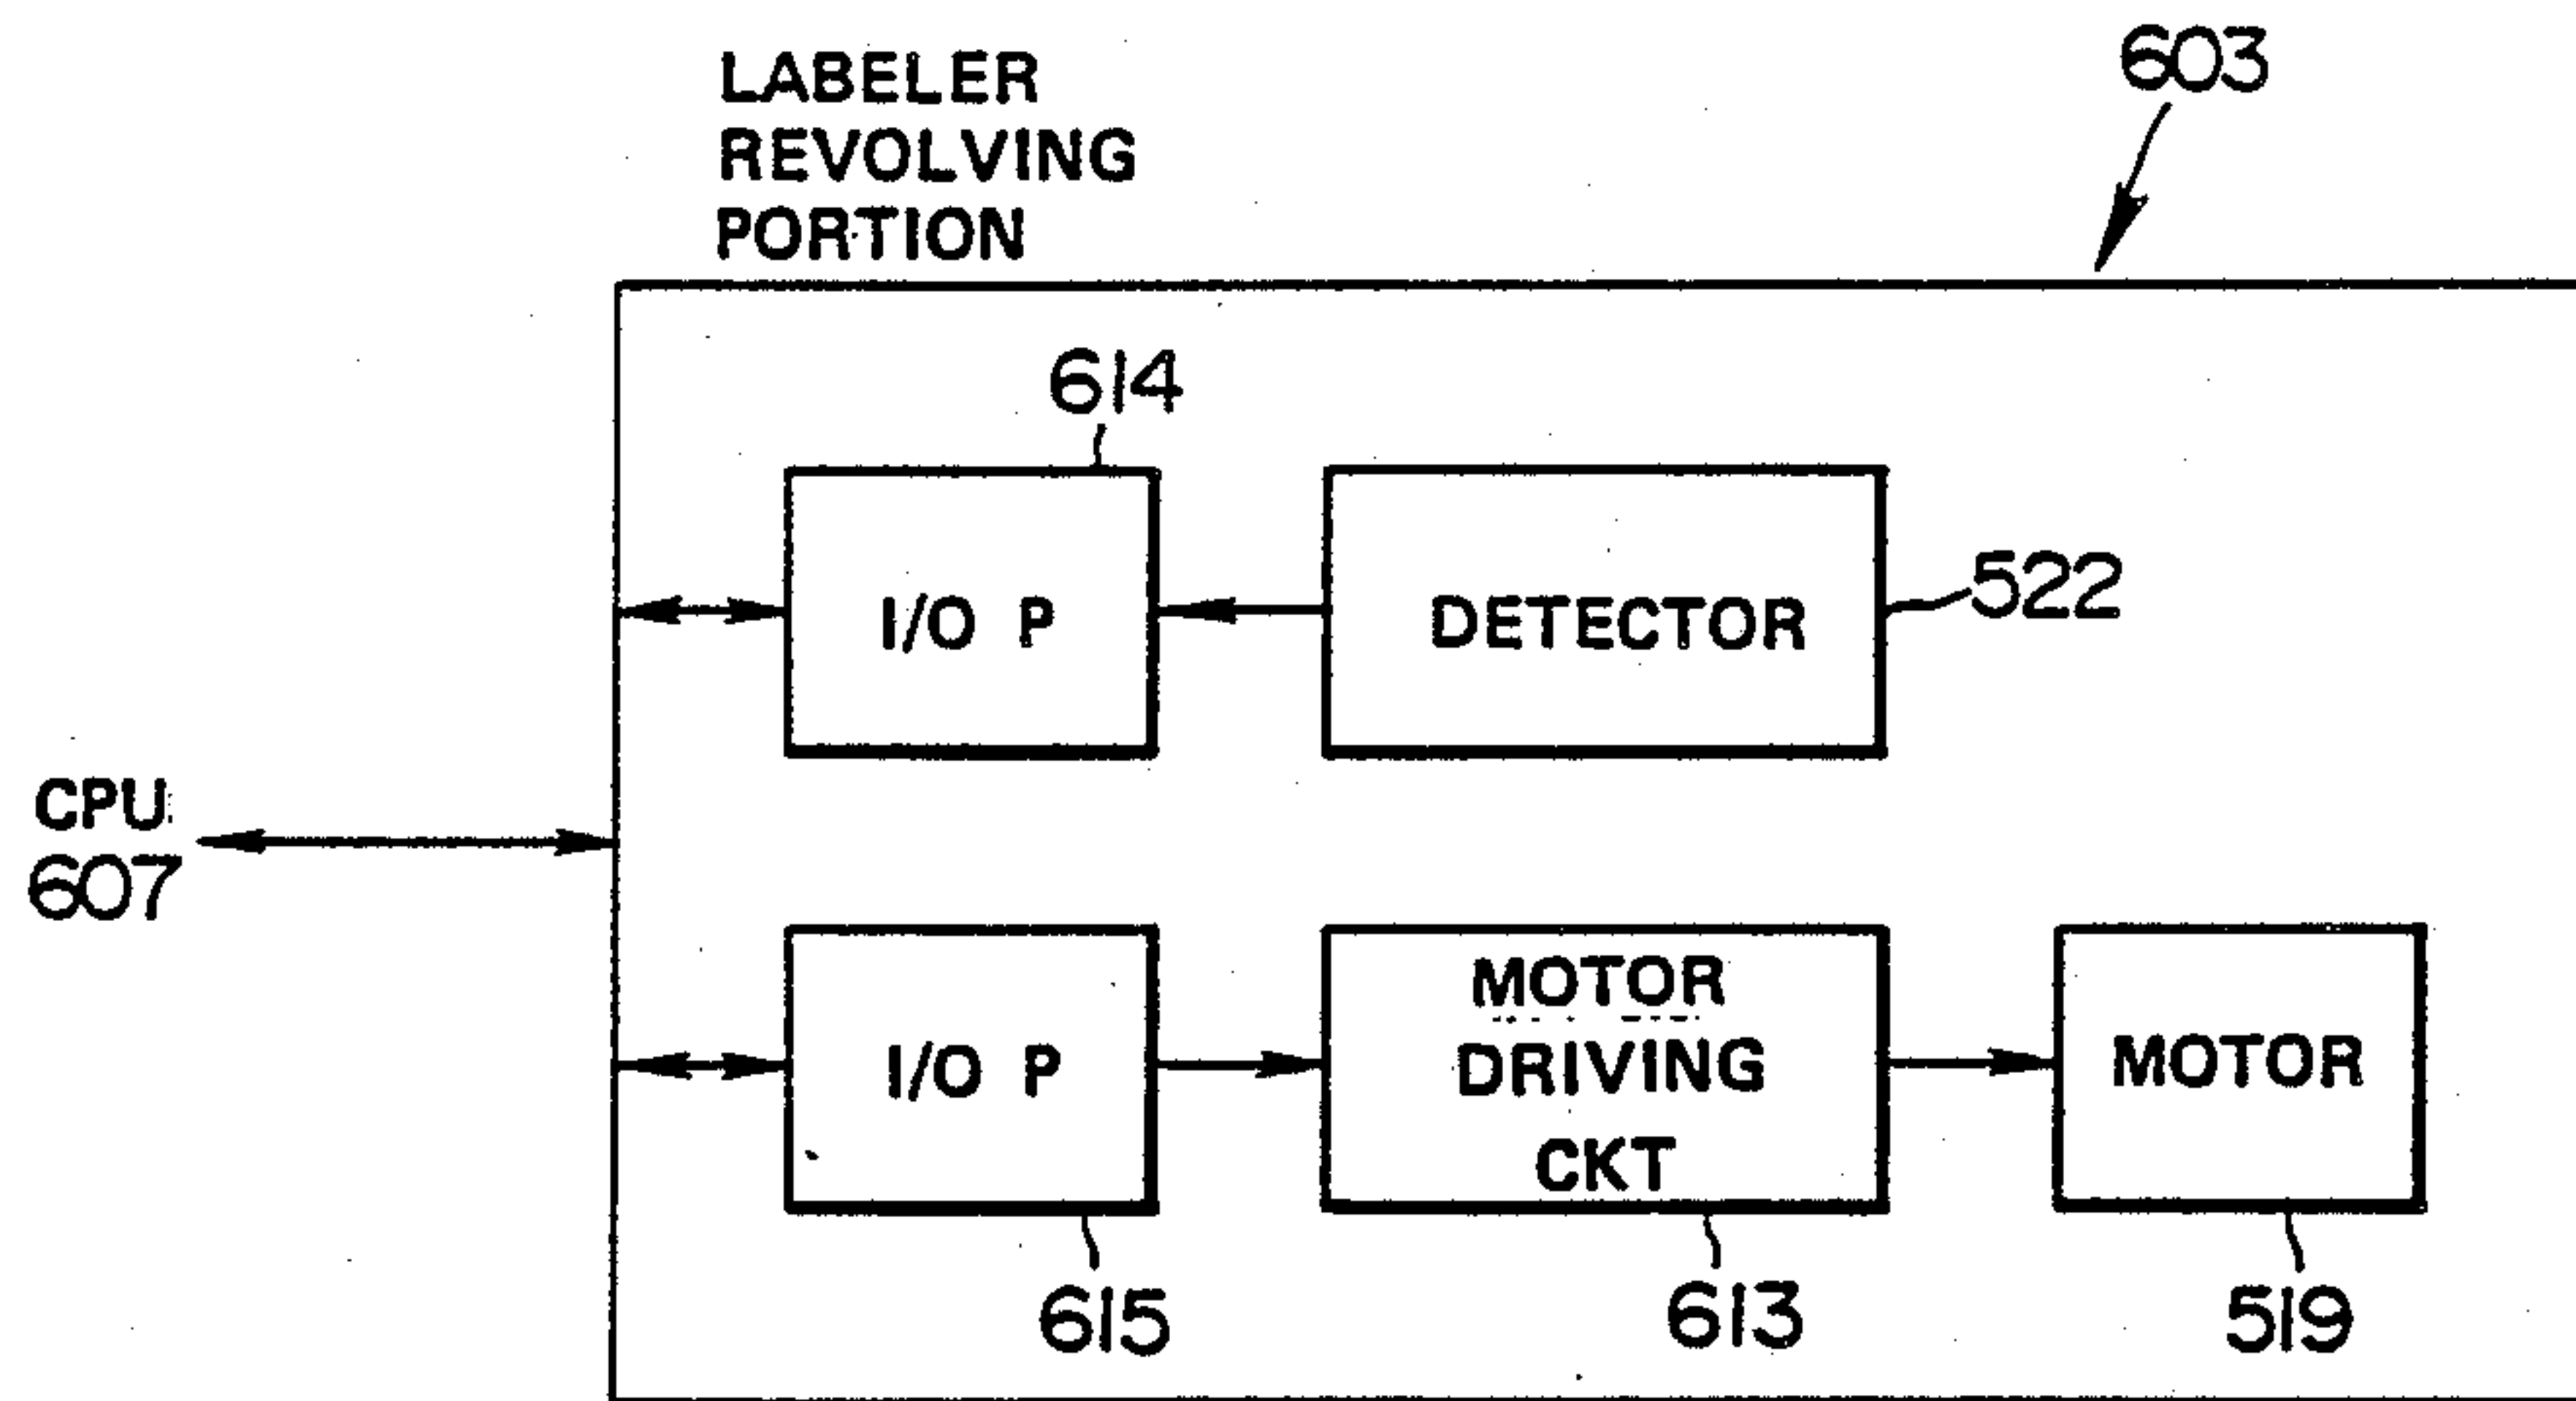 LABELER
REVOLVING
PORTION
603
614
I/O P
DETECTOR
522
CPU
607
I/O P
MOTOR
DRIVING
CKT
MOTOR
615
613
519